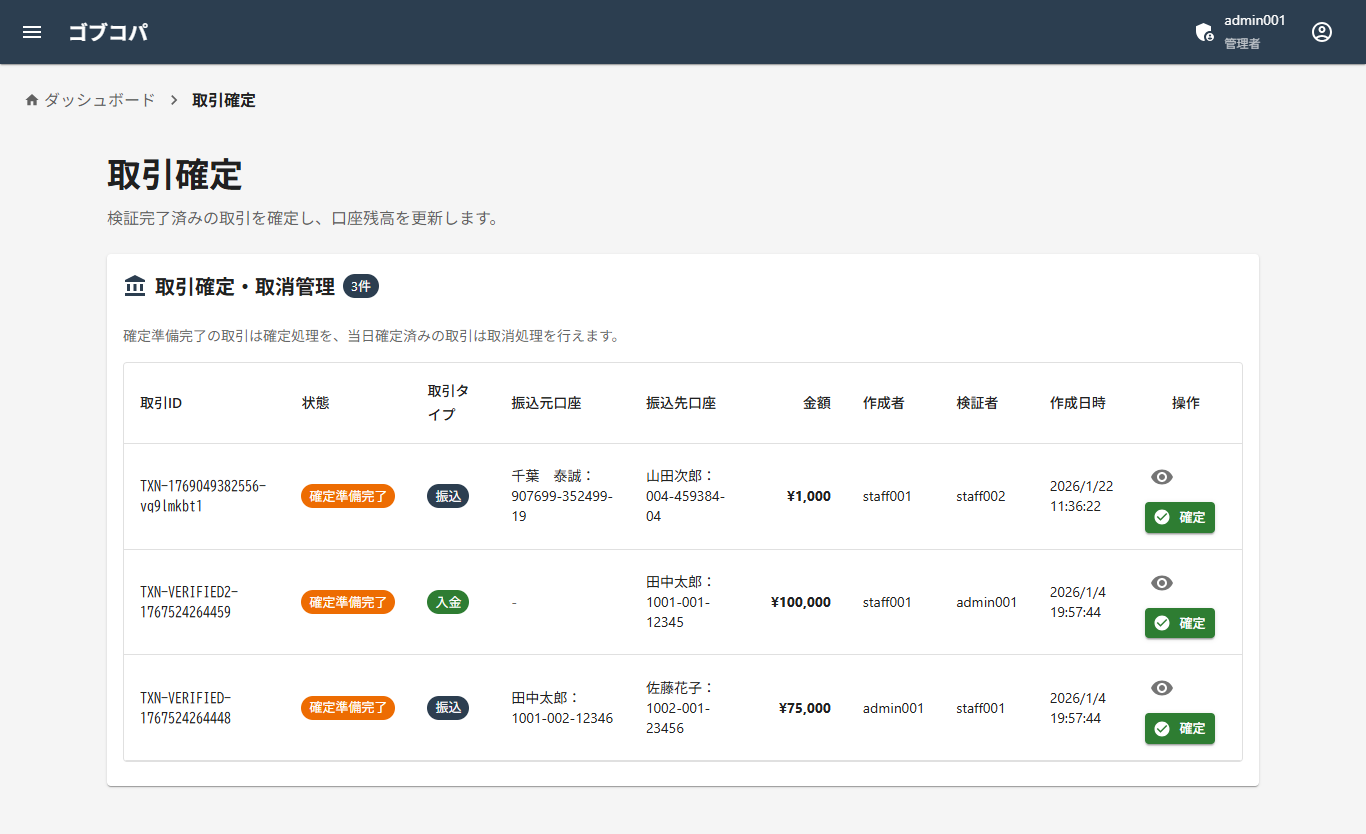 ゴブコパ
admin001
管理者
ダッシュボード > 取引確定
取引確定
検証完了済みの取引を確定し、口座残高を更新します。
取引確定・取消管理 3件
確定準備完了の取引は確定処理を、当日確定済みの取引は取消処理を行えます。
取引ID 状態 取引タイプ 振込元口座 振込先口座 金額 作成者 検証者 作成日時 操作
TXN-1769049382556-vq9lmkbt1 確定準備完了 振込 千葉　泰誠：907699-352499-19 山田次郎：004-459384-04 ¥1,000 staff001 staff002 2026/1/22 11:36:22 確定
TXN-VERIFIED2-1767524264459 確定準備完了 入金 - 田中太郎：1001-001-12345 ¥100,000 staff001 admin001 2026/1/4 19:57:44 確定
TXN-VERIFIED-1767524264448 確定準備完了 振込 田中太郎：1001-002-12346 佐藤花子：1002-001-23456 ¥75,000 admin001 staff001 2026/1/4 19:57:44 確定